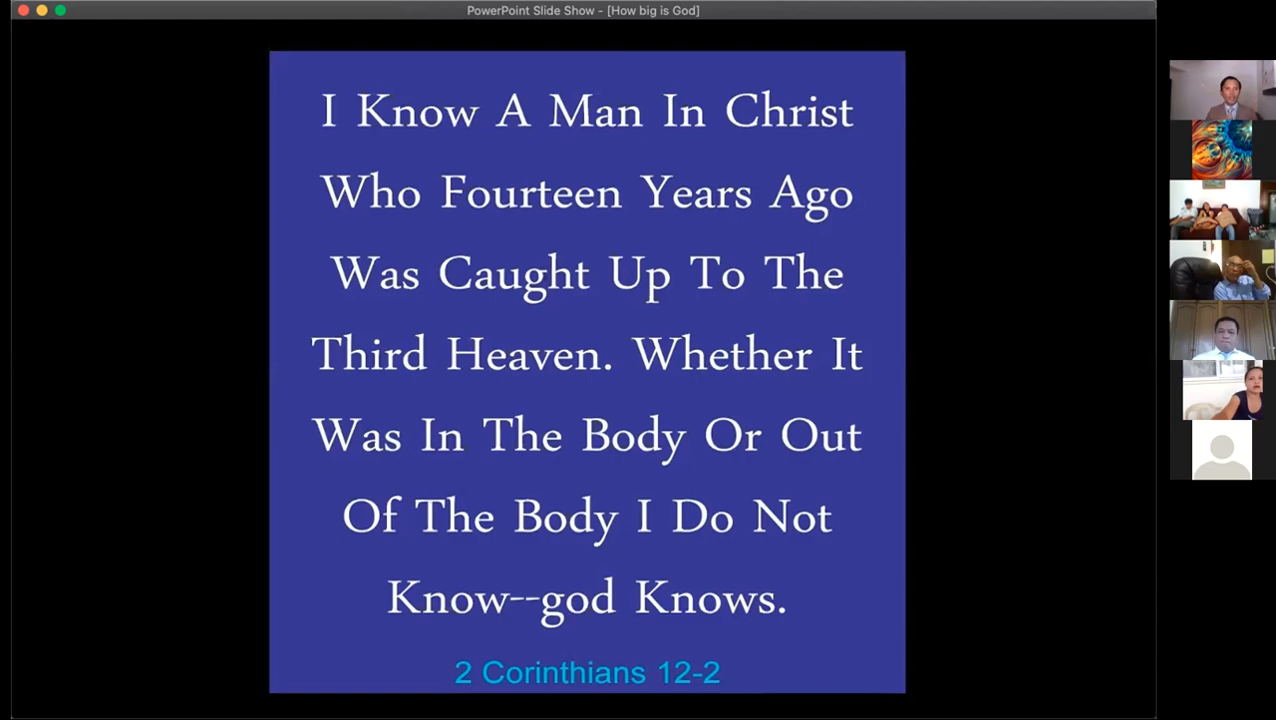 PowerPoint Slide Show - [How big is God]
I Know A Man In Christ
Who Fourteen Years Ago
Was Caught Up To The
Third Heaven. Whether It
Was In The Body Or Out
Of The Body I Do Not
Know--god Knows.
2 Corinthians 12-2